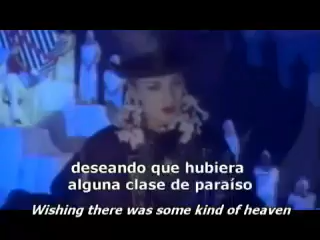 deseando que hubiera
alguna clase de paraíso
Wishing there was some kind of heaven